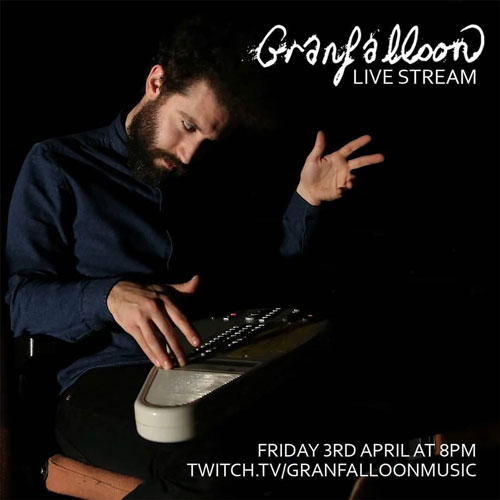 Granfalloon
LIVE STREAM
FRIDAY 3RD APRIL AT 8PM
TWITCH.TV/GRANFALLOONMUSIC